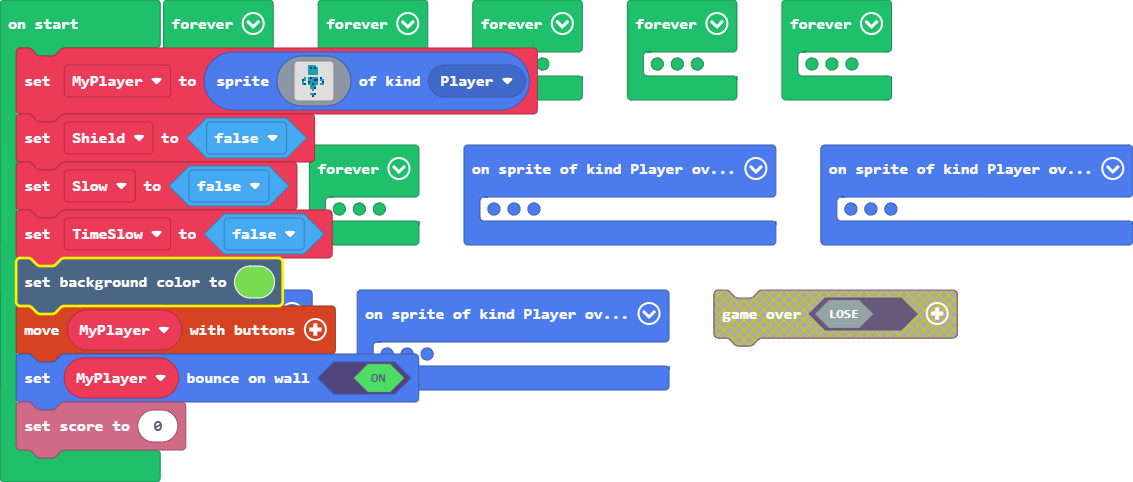 on start
forever
forever
forever
forever
forever
set MyPlayer to sprite of kind Player
set Shield to false
forever
on sprite of kind Player ov...
on sprite of kind Player ov...
set Slow to false
set TimeSlow to false
set background color to
on sprite of kind Player ov...
game over LOSE
move MyPlayer with buttons
set MyPlayer bounce on wall ON
set score to 0